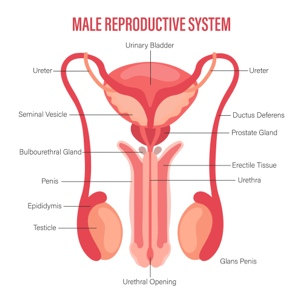 MALE REPRODUCTIVE SYSTEM
Urinary Bladder
Ureter
Ureter
Seminal Vesicle
Ductus Deferens
Prostate Gland
Bulbourethral Gland
Erectile Tissue
Penis
Urethra
Epididymis
Testicle
Glans Penis
Urethral Opening